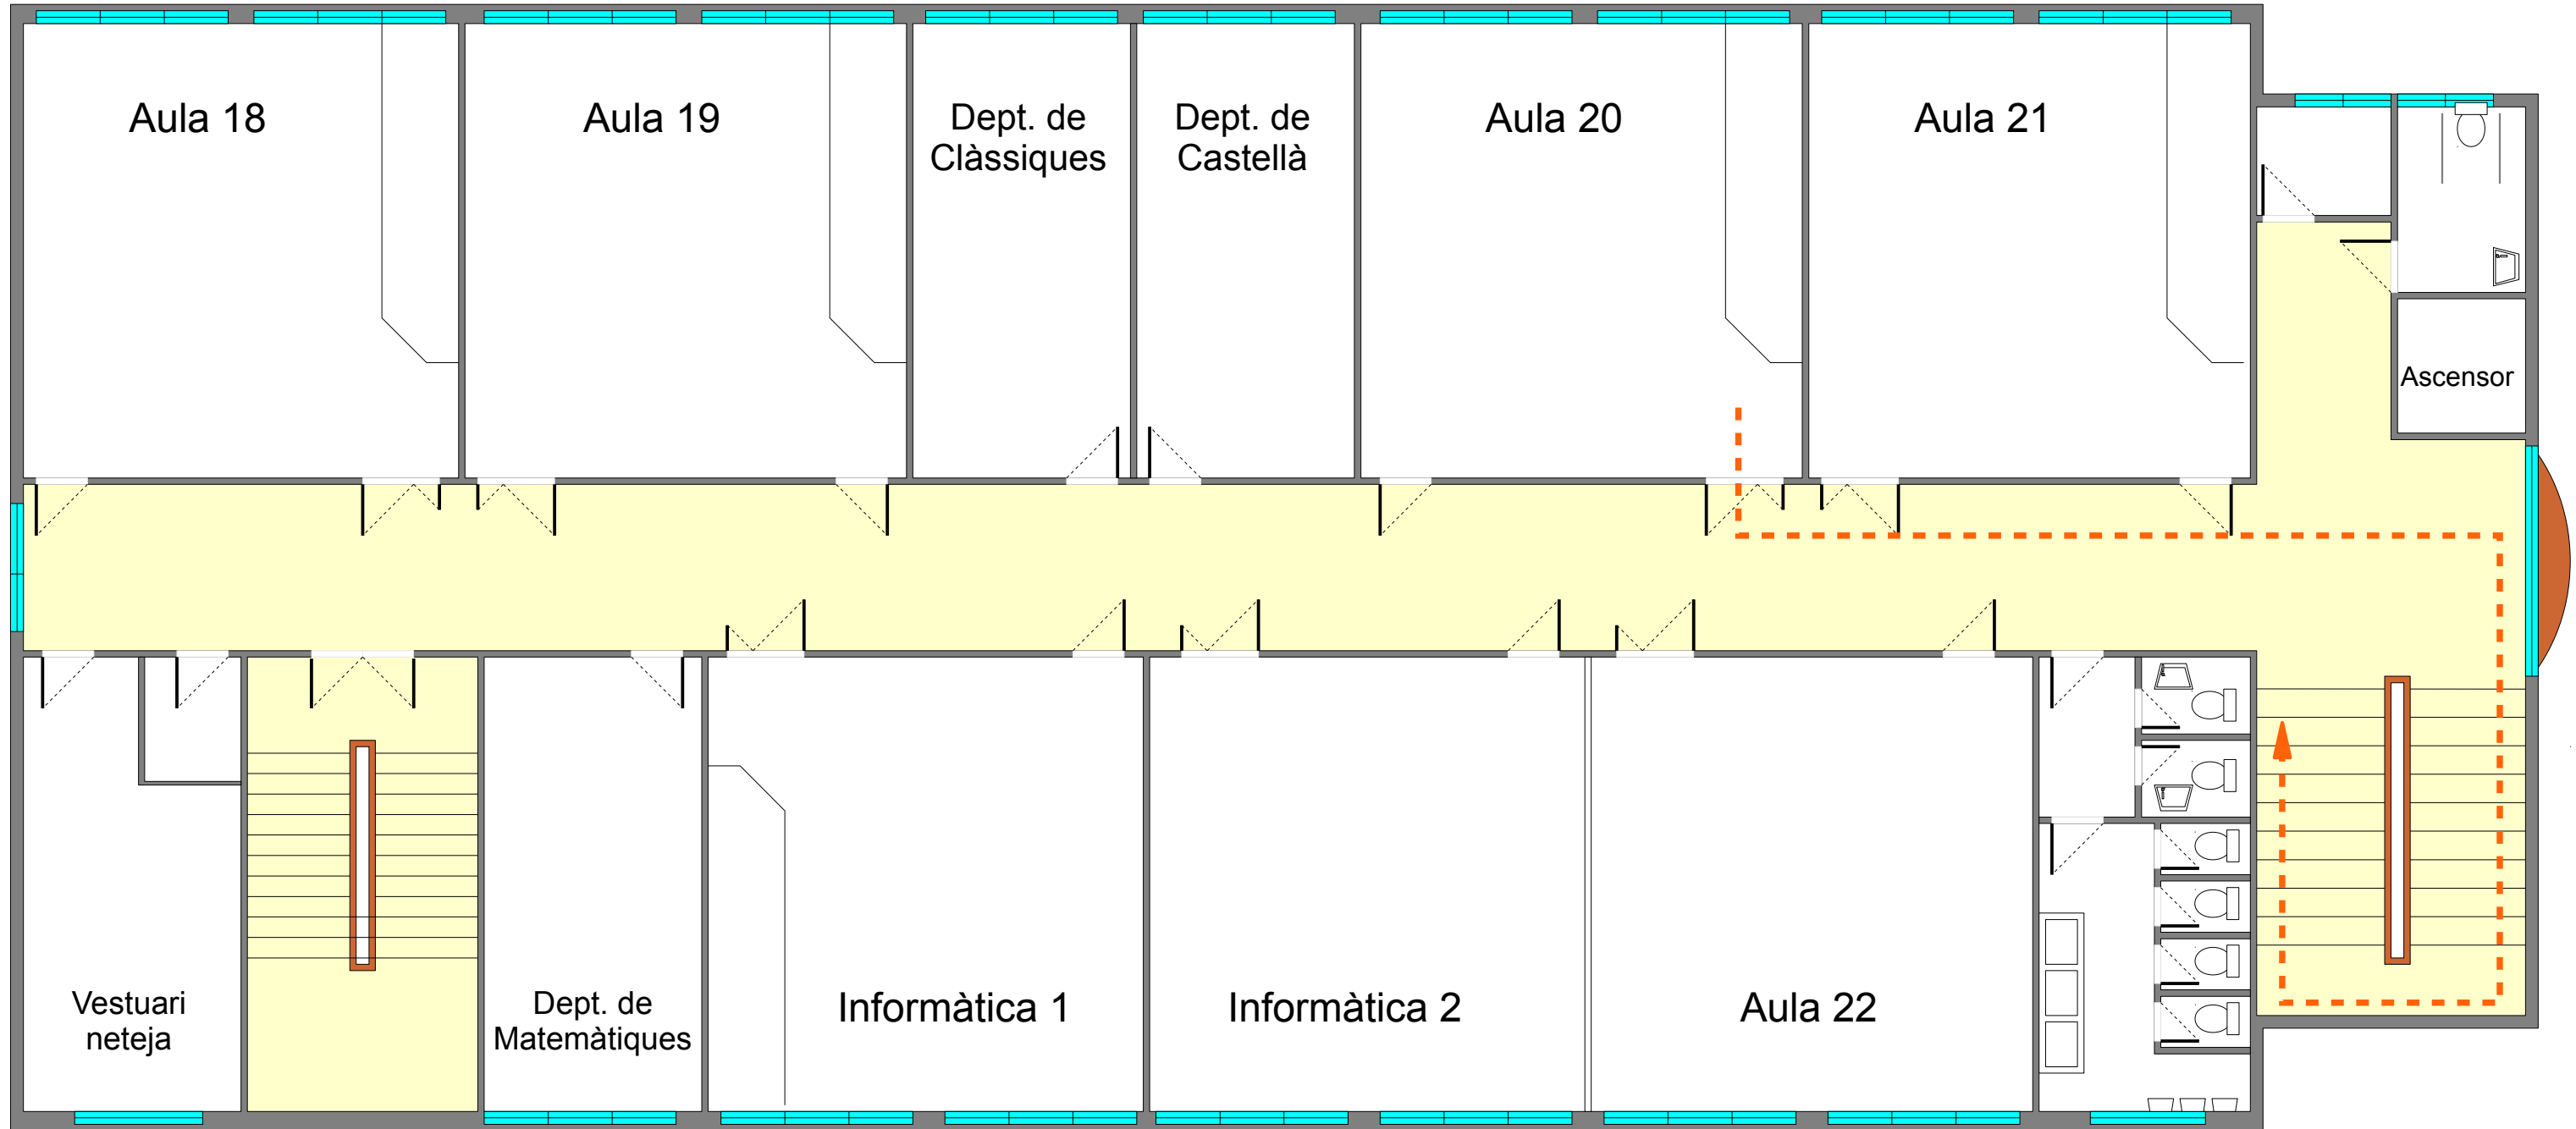 Aula 18
Aula 19
Dept. de
Clàssiques
Dept. de
Castellà
Aula 20
Aula 21
Ascensor
Vestuari
neteja
Dept. de
Matemàtiques
Informàtica 1
Informàtica 2
Aula 22